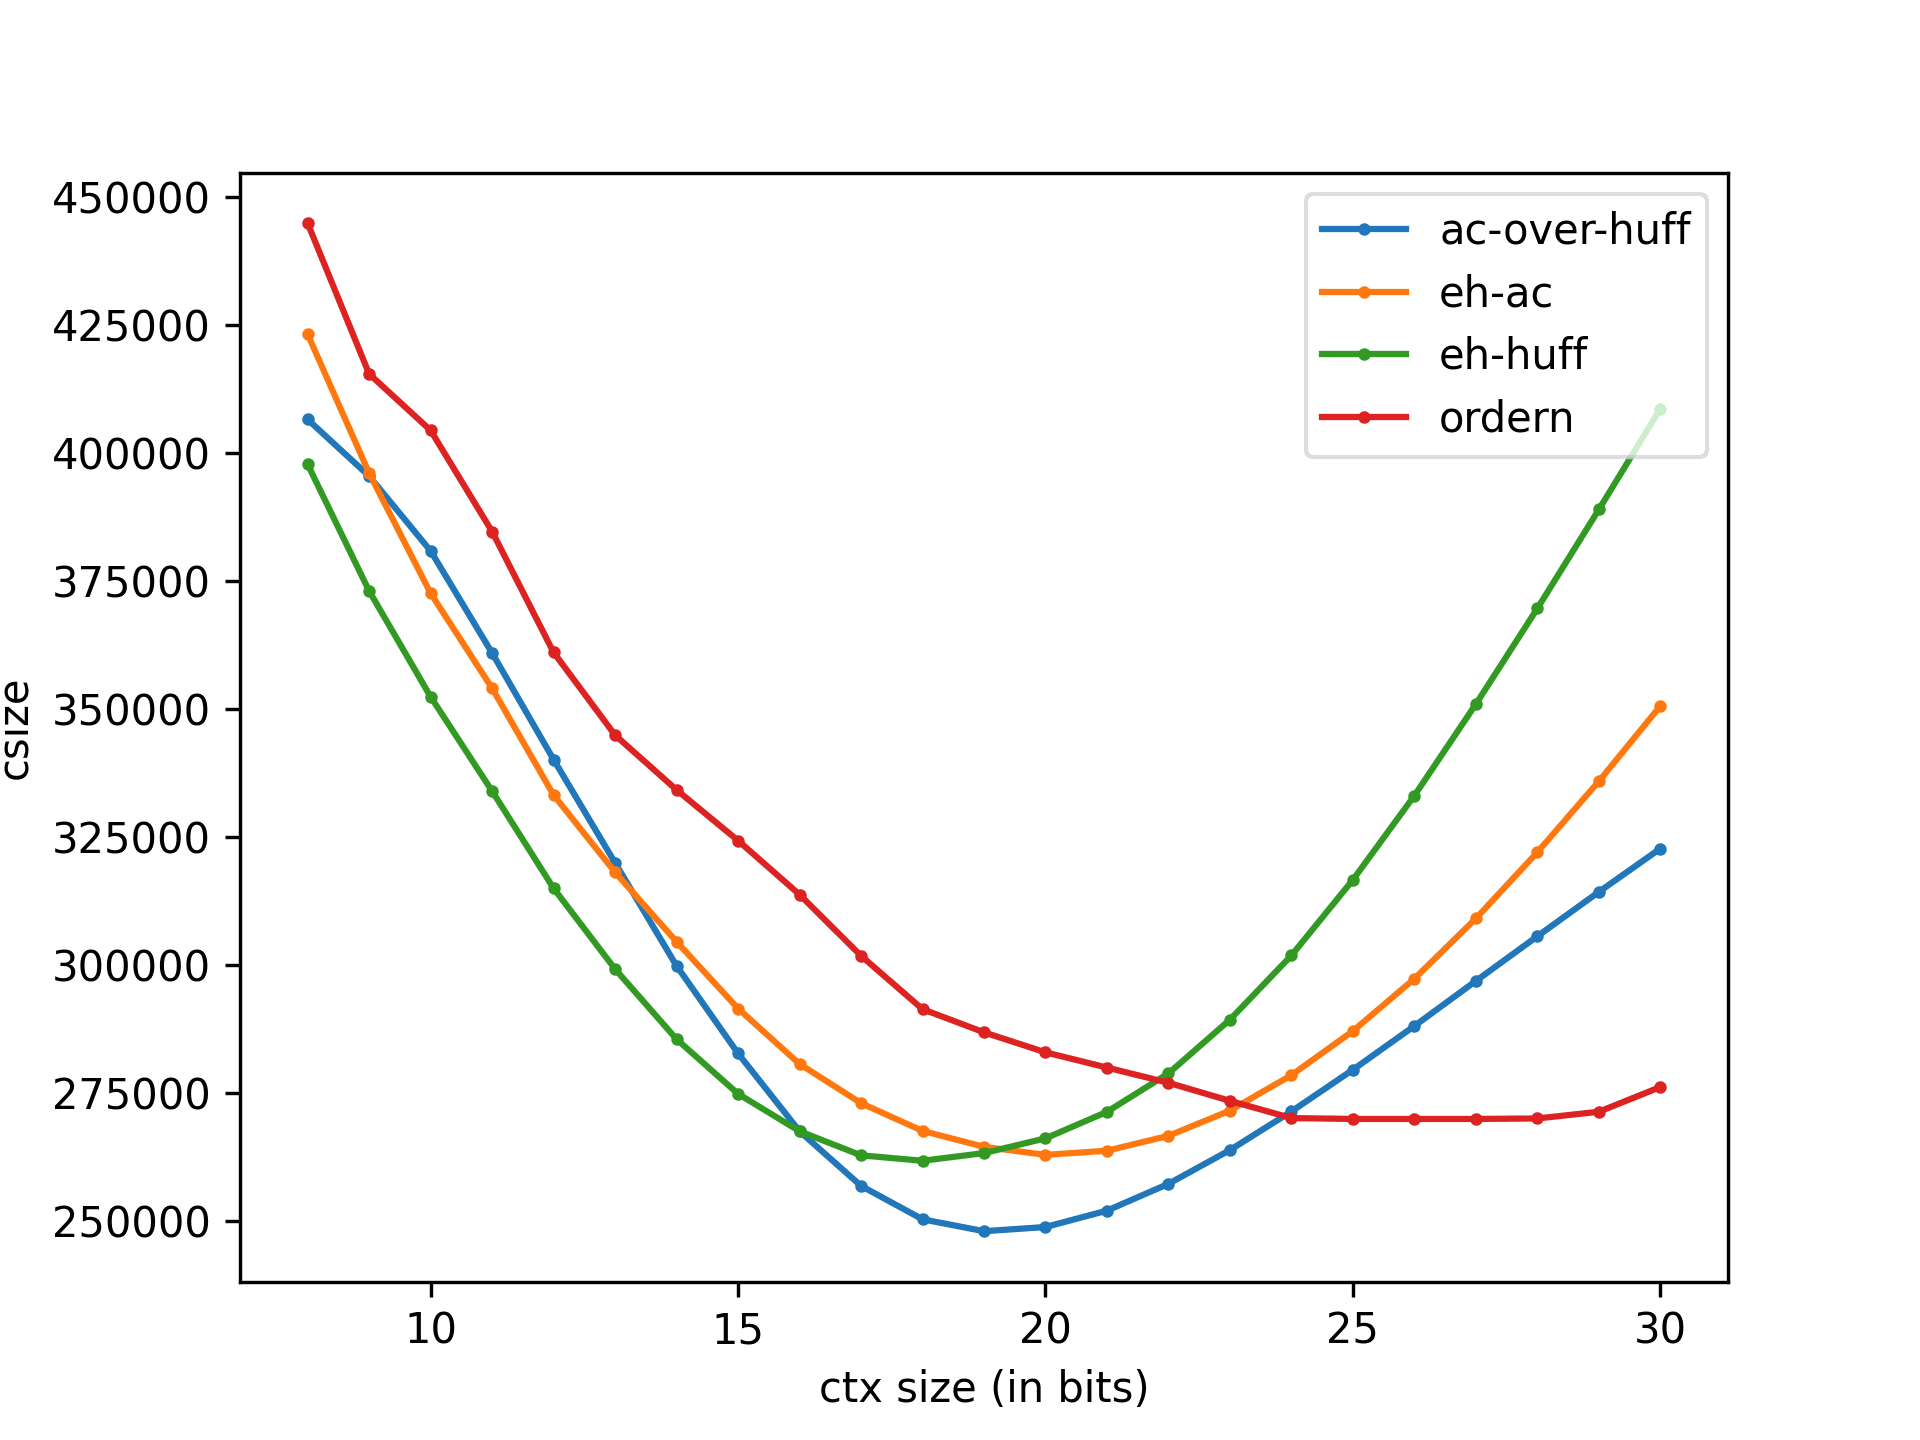 450000
425000
400000
375000
350000
325000
300000
275000
250000
csize
10 15 20 25 30
ctx size (in bits)
ac-over-huff
eh-ac
eh-huff
ordern